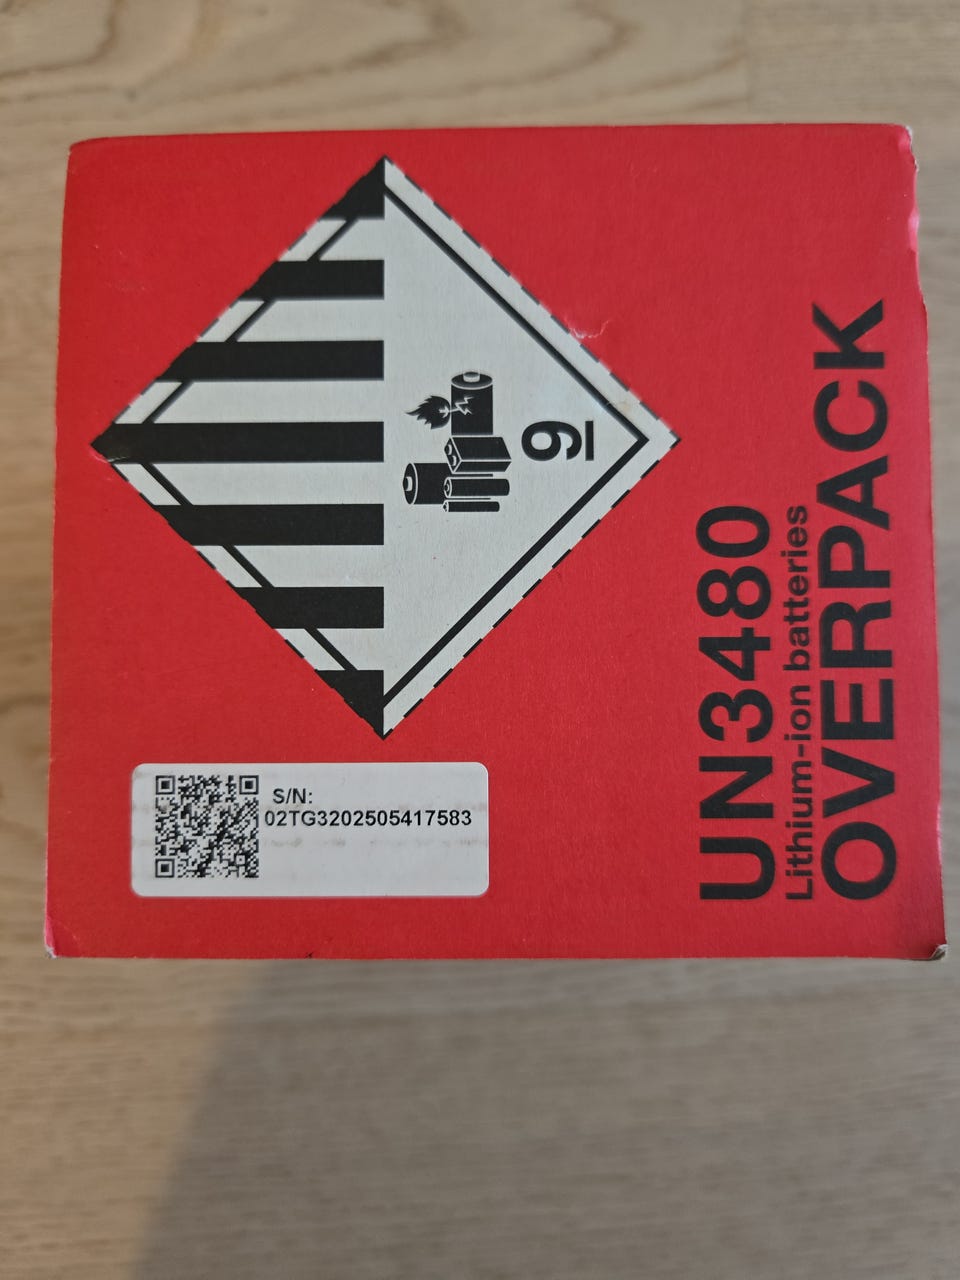 9
UN3480
Lithium-ion batteries
OVERPACK
S/N:
02TG3202505417583